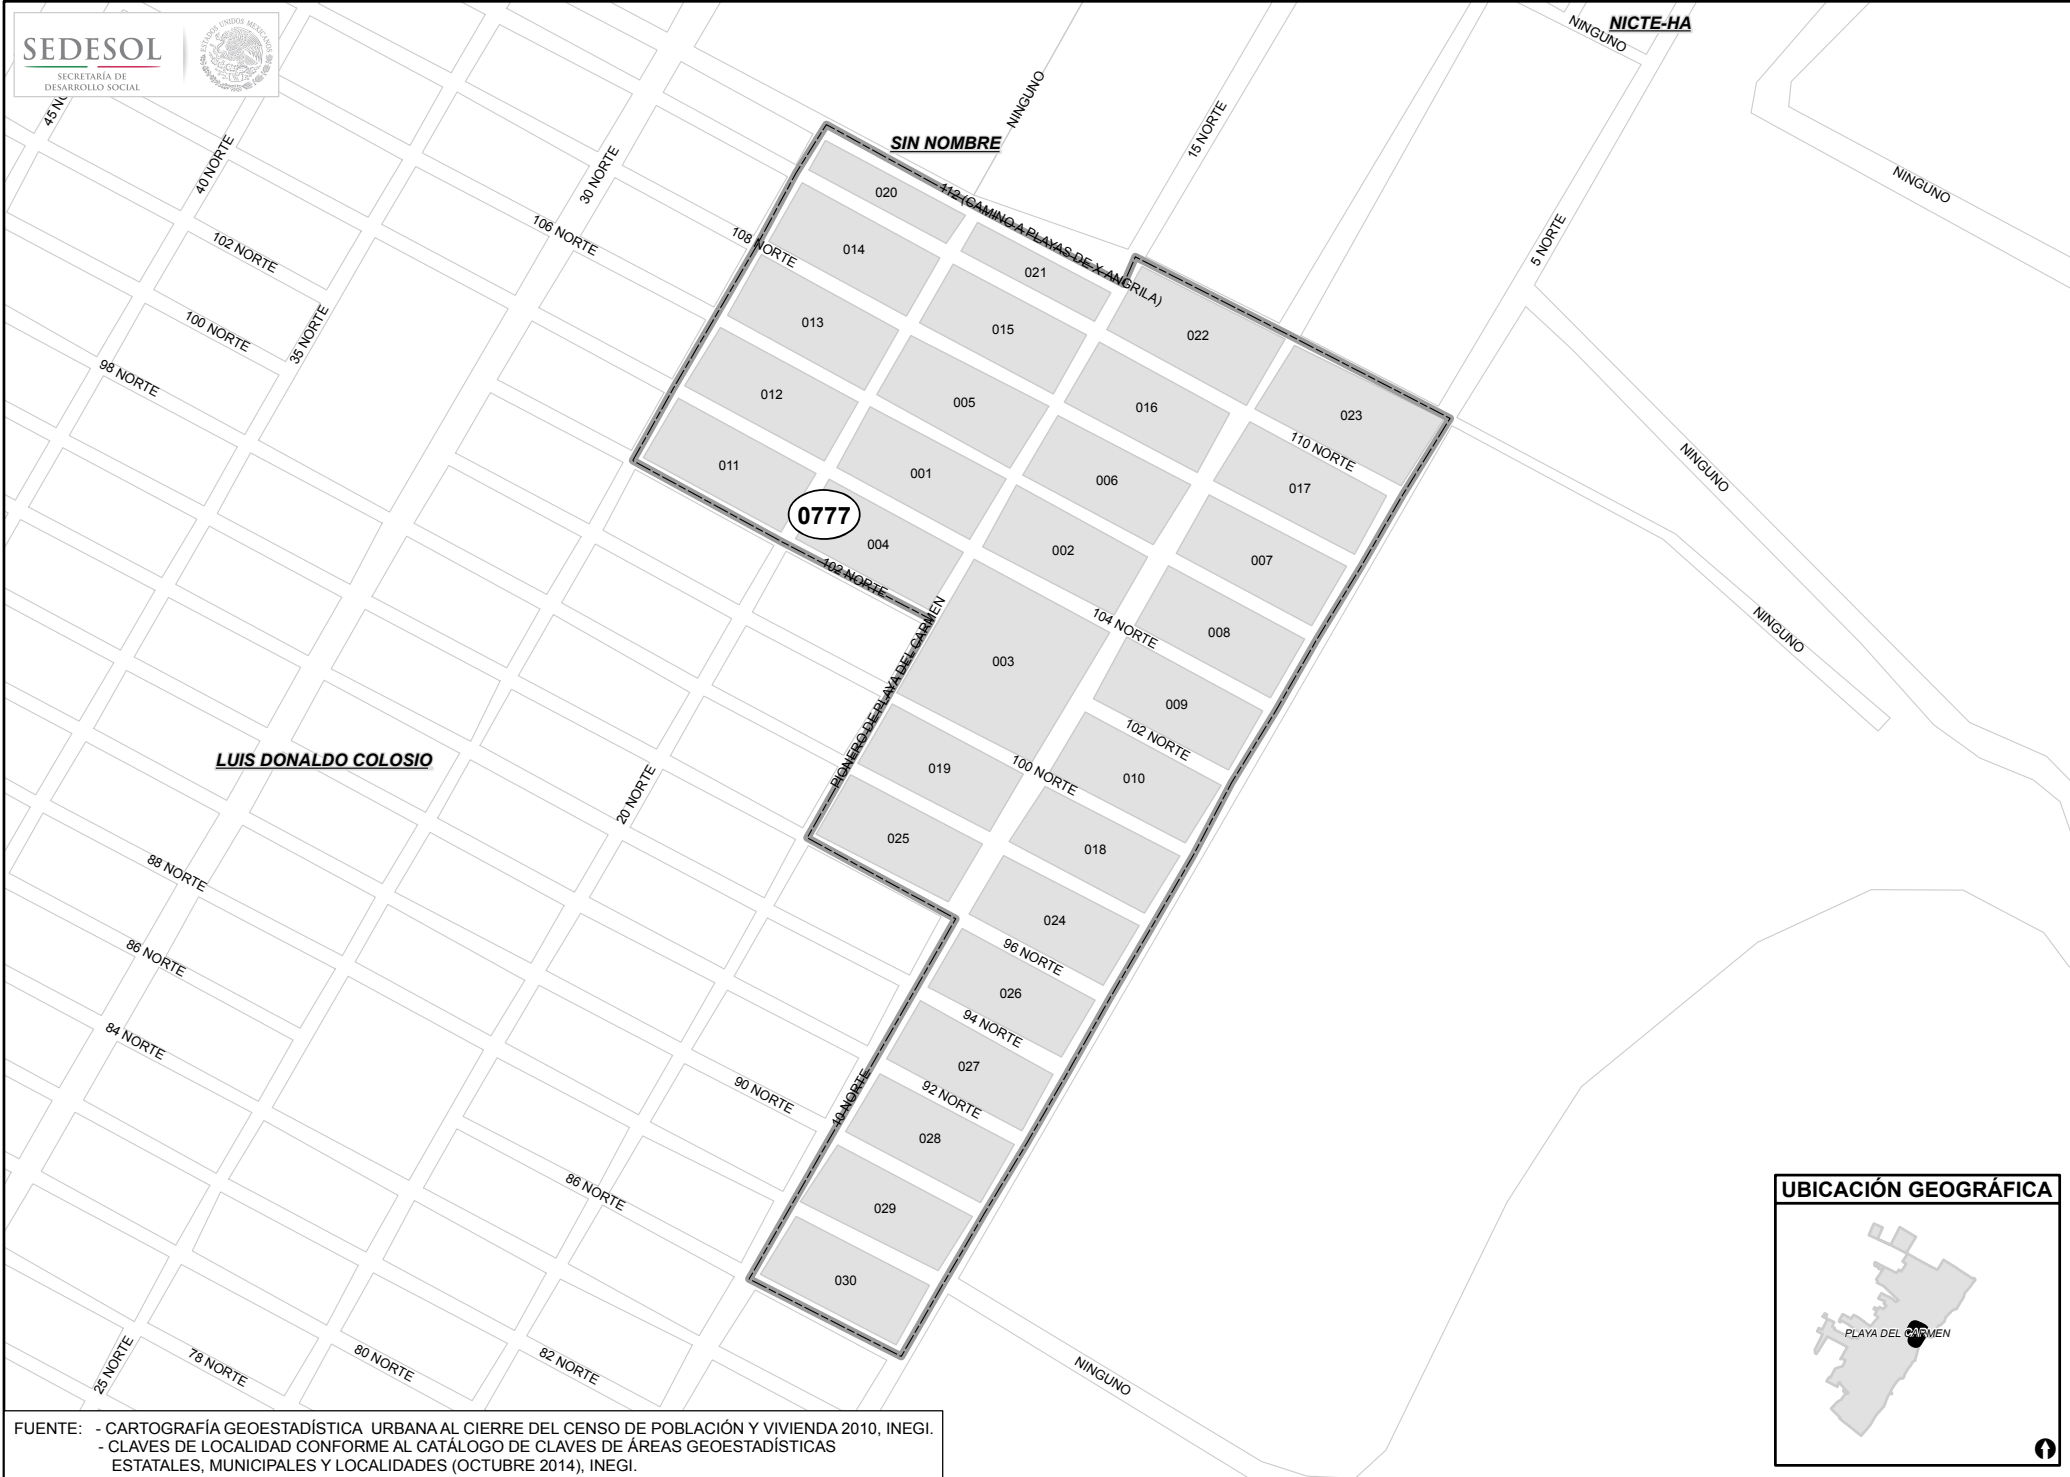 SEDESOL
SECRETARÍA DE
DESARROLLO SOCIAL
ESTADOS UNIDOS MEXICANOS
NICTE-HA
NINGUNO
SIN NOMBRE
NINGUNO
15 NORTE
5 NORTE
NINGUNO
40 NORTE
30 NORTE
106 NORTE
108 NORTE
112 (CAMINO A PLAYAS DE X ANGRILA)
102 NORTE
100 NORTE
35 NORTE
98 NORTE
020
014
021
013
015
022
012
005
016
023
110 NORTE
011
001
006
017
0777
004
002
007
102 NORTE
104 NORTE
008
003
009
102 NORTE
PIONERO DE PLAYA DEL CARMEN
019
100 NORTE
010
025
018
024
96 NORTE
026
94 NORTE
027
92 NORTE
028
029
030
10 NORTE
NINGUNO
NINGUNO
LUIS DONALDO COLOSIO
20 NORTE
88 NORTE
86 NORTE
84 NORTE
90 NORTE
86 NORTE
25 NORTE
78 NORTE
80 NORTE
82 NORTE
NINGUNO
UBICACIÓN GEOGRÁFICA
PLAYA DEL CARMEN
FUENTE: - CARTOGRAFÍA GEOESTADÍSTICA URBANA AL CIERRE DEL CENSO DE POBLACIÓN Y VIVIENDA 2010, INEGI.
- CLAVES DE LOCALIDAD CONFORME AL CATÁLOGO DE CLAVES DE ÁREAS GEOESTADÍSTICAS
ESTATALES, MUNICIPALES Y LOCALIDADES (OCTUBRE 2014), INEGI.